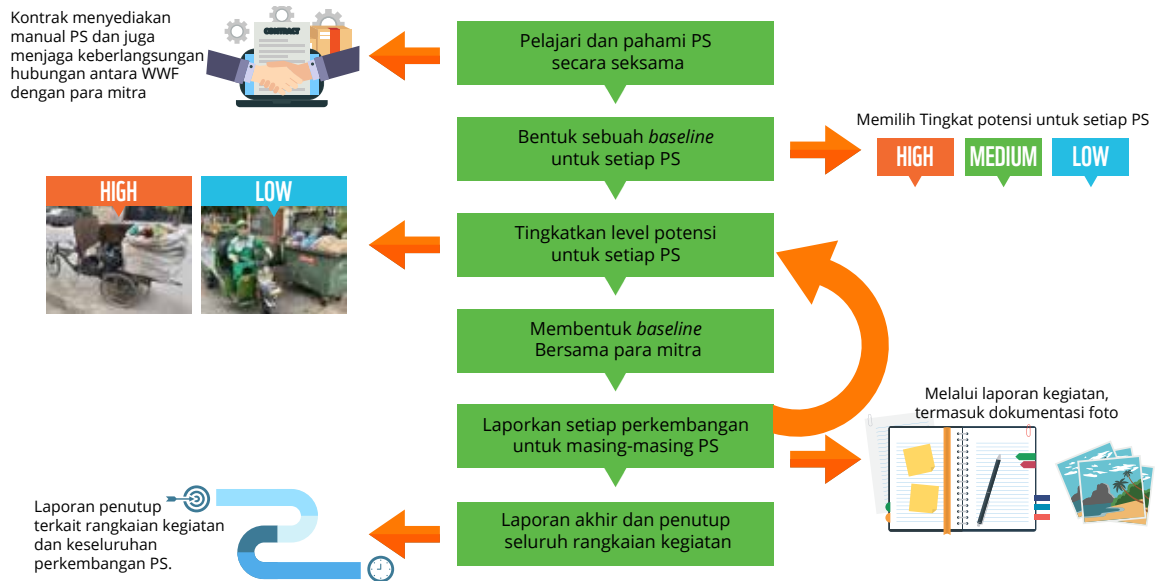 Kontrak menyediakan
manual PS dan juga
menjaga keberlangsungan
hubungan antara WWF
dengan para mitra
CONTRACT
Pelajari dan pahami PS
secara seksama
Bentuk sebuah baseline
untuk setiap PS
Memilih Tingkat potensi untuk setiap PS
HIGH
MEDIUM
LOW
HIGH
LOW
Tingkatkan level potensi
untuk setiap PS
Membentuk baseline
Bersama para mitra
Laporkan setiap perkembangan
untuk masing-masing PS
Melalui laporan kegiatan,
termasuk dokumentasi foto
Laporan akhir dan penutup
seluruh rangkaian kegiatan
Laporan penutup
terkait rangkaian kegiatan
dan keseluruhan
perkembangan PS.